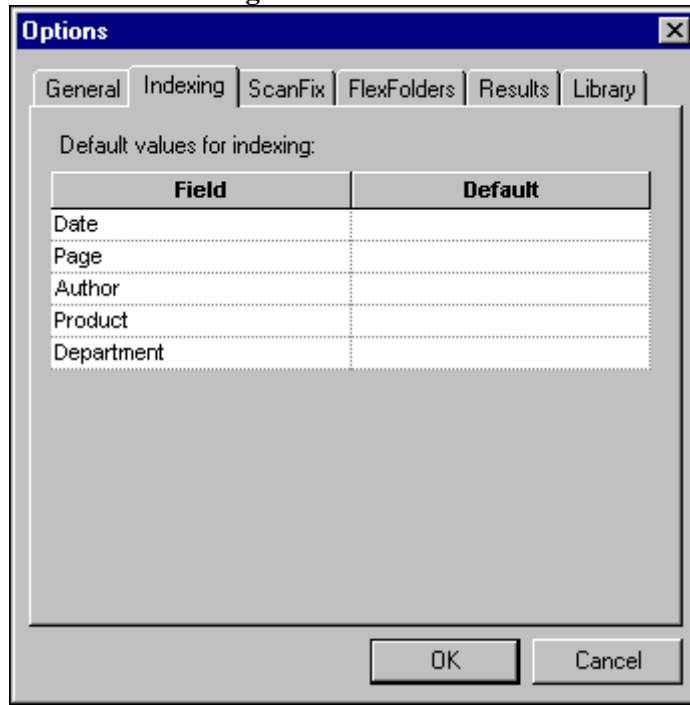 Options
General Indexing ScanFix FlexFolders Results Library
Default values for indexing:
Field Default
Date
Page
Author
Product
Department
OK Cancel